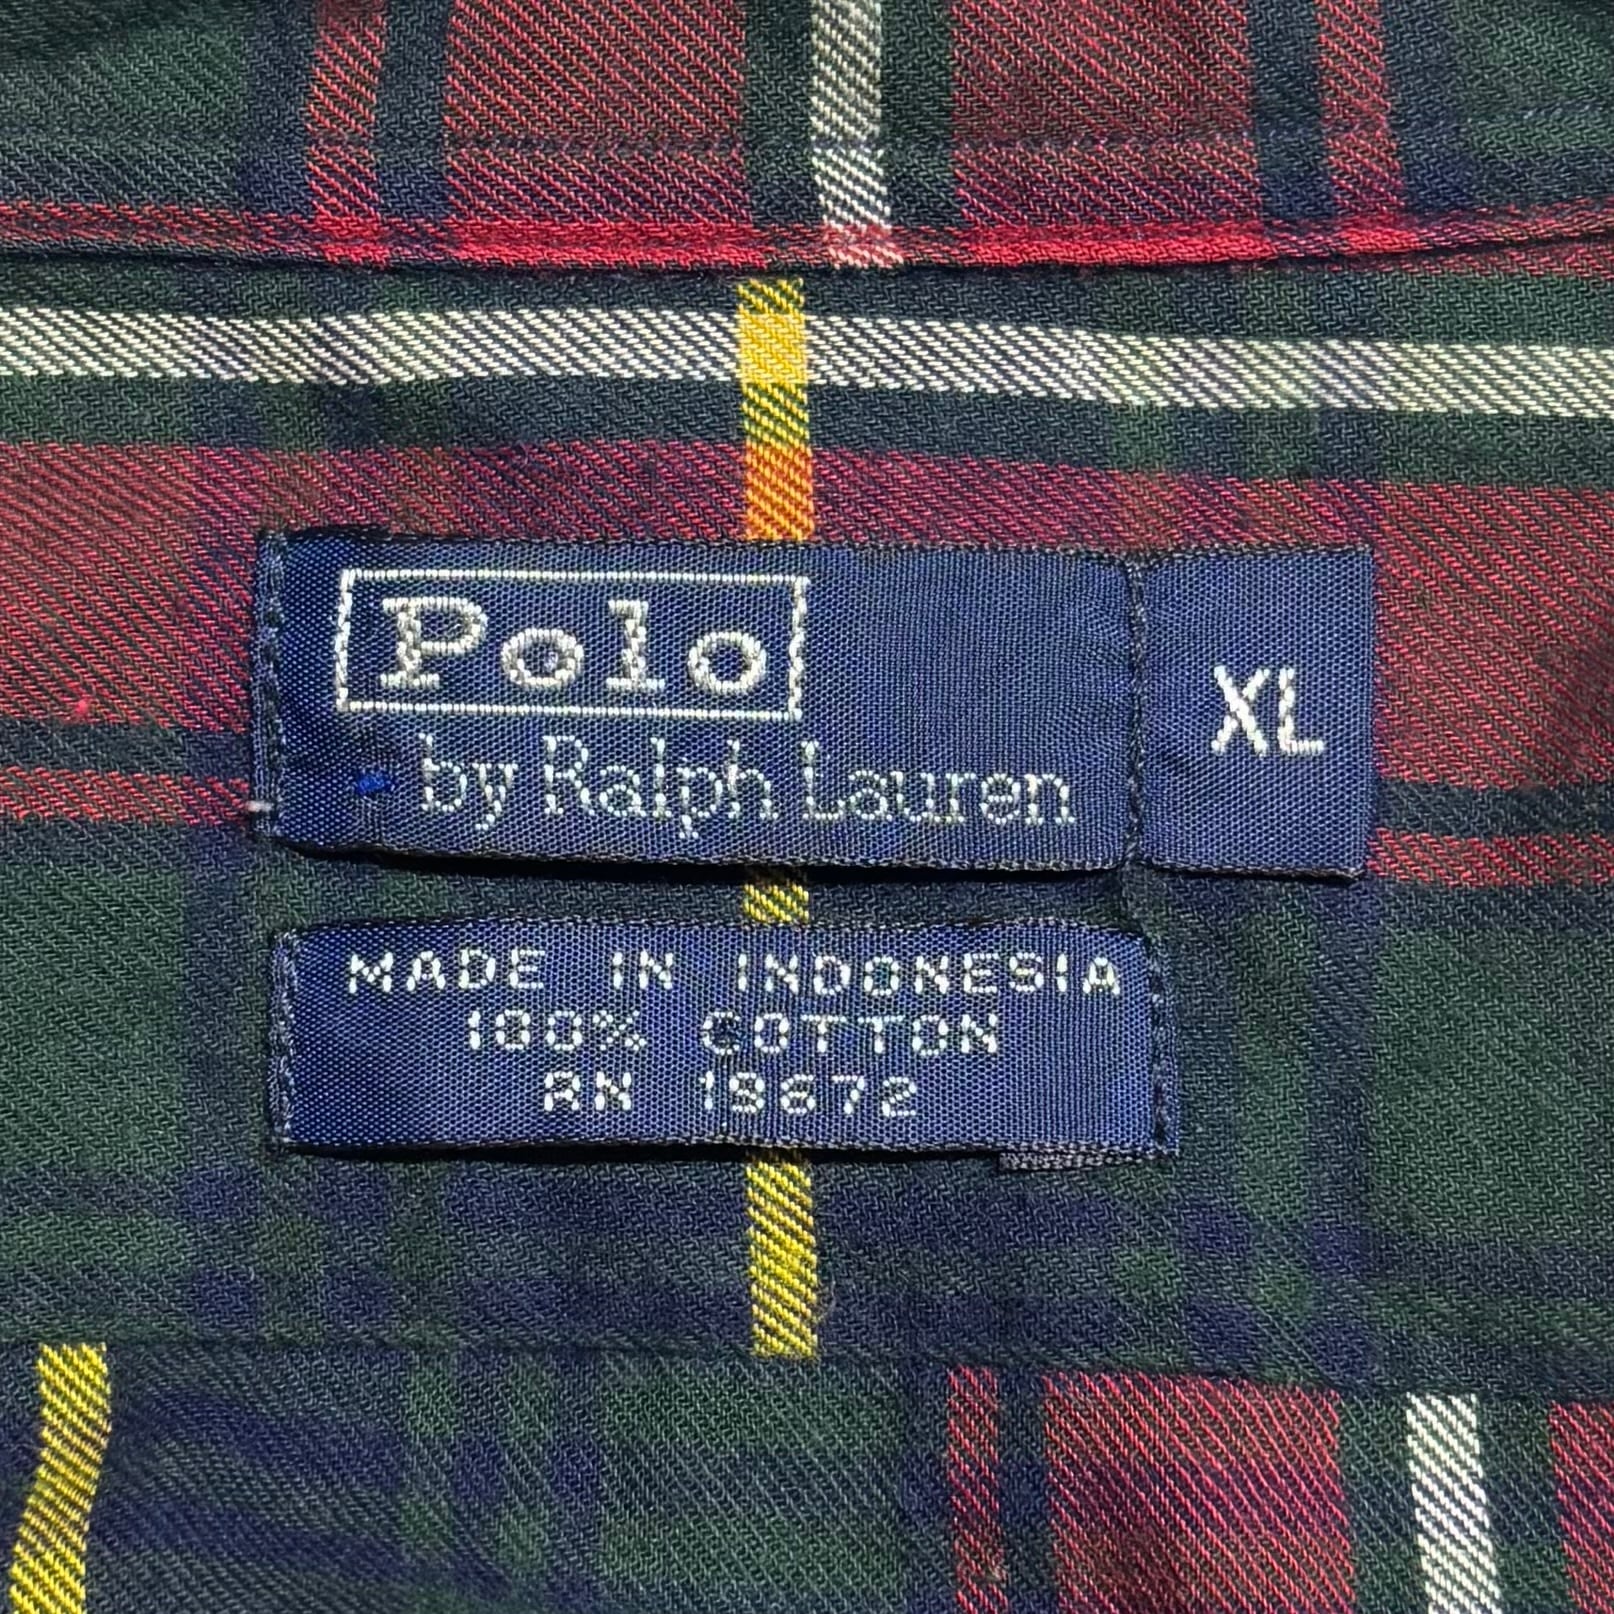 Polo
by Ralph Lauren
XL
MADE IN INDONESIA
100% COTTON
RN 19672